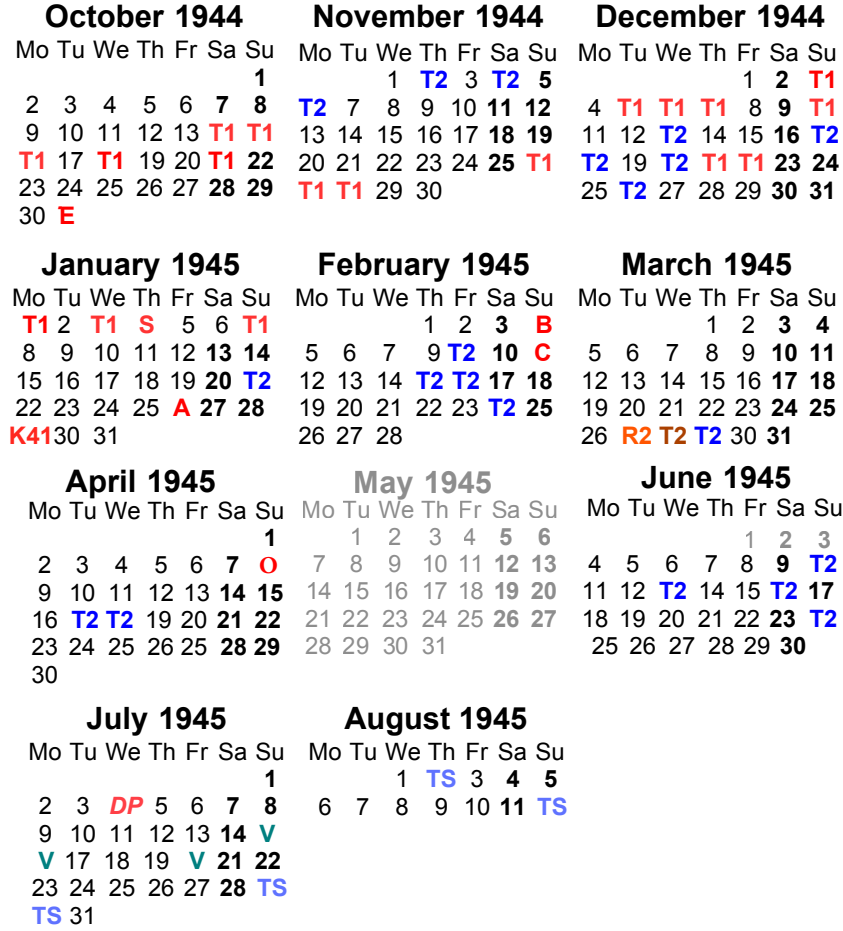 October 1944
Mo Tu We Th Fr Sa Su
1
2 3 4 5 6 7 8
9 10 11 12 13 T1 T1
T1 17 T1 19 20 T1 22
23 24 25 26 27 28 29
30 E
November 1944
Mo Tu We Th Fr Sa Su
1 T2 3 T2 5
T2 7 8 9 10 11 12
13 14 15 16 17 18 19
20 21 22 23 24 25 T1
T1 T1 29 30
December 1944
Mo Tu We Th Fr Sa Su
1 2 T1
4 T1 T1 T1 8 9 T1
11 12 T2 14 15 16 T2
T2 19 T2 T1 T1 23 24
25 T2 27 28 29 30 31
January 1945
Mo Tu We Th Fr Sa Su
T1 2 T1 S 5 6 T1
8 9 10 11 12 13 14
15 16 17 18 19 20 T2
22 23 24 25 A 27 28
K41 30 31
February 1945
Mo Tu We Th Fr Sa Su
1 2 3 B
5 6 7 9 T2 10 C
12 13 14 T2 T2 17 18
19 20 21 22 23 T2 25
26 27 28
March 1945
Mo Tu We Th Fr Sa Su
1 2 3 4
5 6 7 8 9 10 11
12 13 14 15 16 17 18
19 20 21 22 23 24 25
26 R2 T2 T2 30 31
April 1945
Mo Tu We Th Fr Sa Su
1
2 3 4 5 6 7 O
9 10 11 12 13 14 15
16 T2 T2 19 20 21 22
23 24 25 26 25 28 29
30
May 1945
Mo Tu We Th Fr Sa Su
1 2 3 4 5 6
7 8 9 10 11 12 13
14 15 16 17 18 19 20
21 22 23 24 25 26 27
28 29 30 31
June 1945
Mo Tu We Th Fr Sa Su
1 2 3
4 5 6 7 8 9 T2
11 12 T2 14 15 T2 17
18 19 20 21 22 23 T2
25 26 27 28 29 30
July 1945
Mo Tu We Th Fr Sa Su
1
2 3 DP 5 6 7 8
9 10 11 12 13 14 V
V 17 18 19 V 21 22
23 24 25 26 27 28 TS
TS 31
August 1945
Mo Tu We Th Fr Sa Su
1 TS 3 4 5
6 7 8 9 10 11 TS